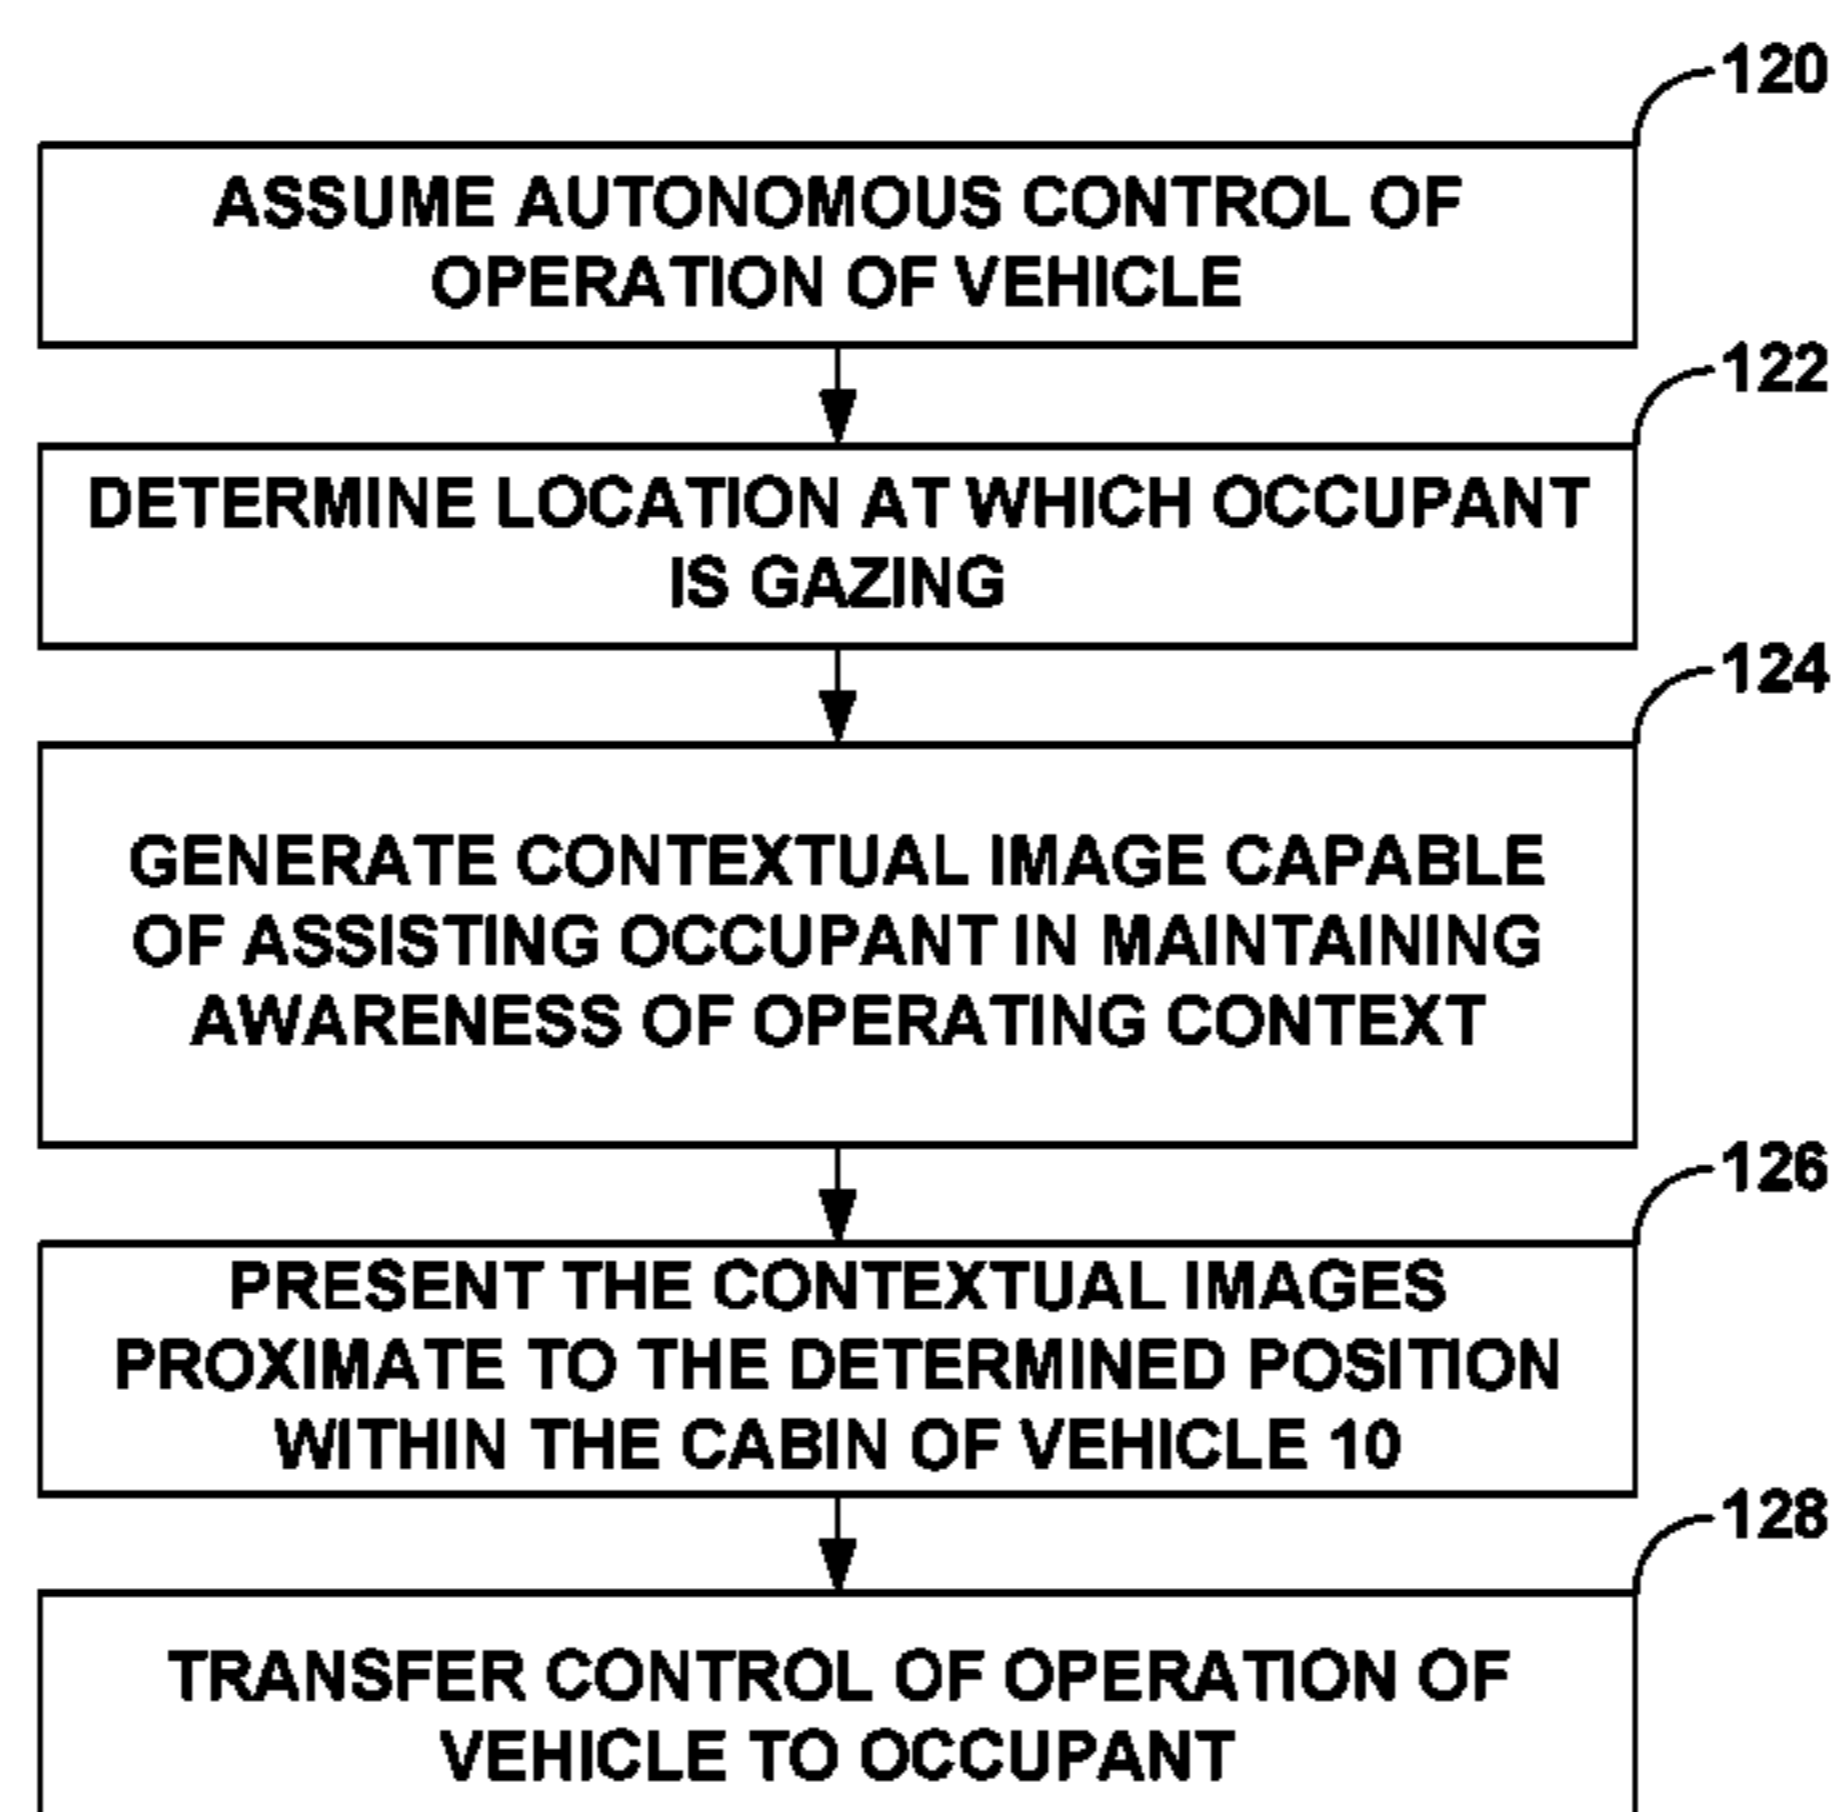 120
ASSUME AUTONOMOUS CONTROL OF
OPERATION OF VEHICLE
122
DETERMINE LOCATION AT WHICH OCCUPANT
IS GAZING
124
GENERATE CONTEXTUAL IMAGE CAPABLE
OF ASSISTING OCCUPANT IN MAINTAINING
AWARENESS OF OPERATING CONTEXT
126
PRESENT THE CONTEXTUAL IMAGES
PROXIMATE TO THE DETERMINED POSITION
WITHIN THE CABIN OF VEHICLE 10
128
TRANSFER CONTROL OF OPERATION OF
VEHICLE TO OCCUPANT